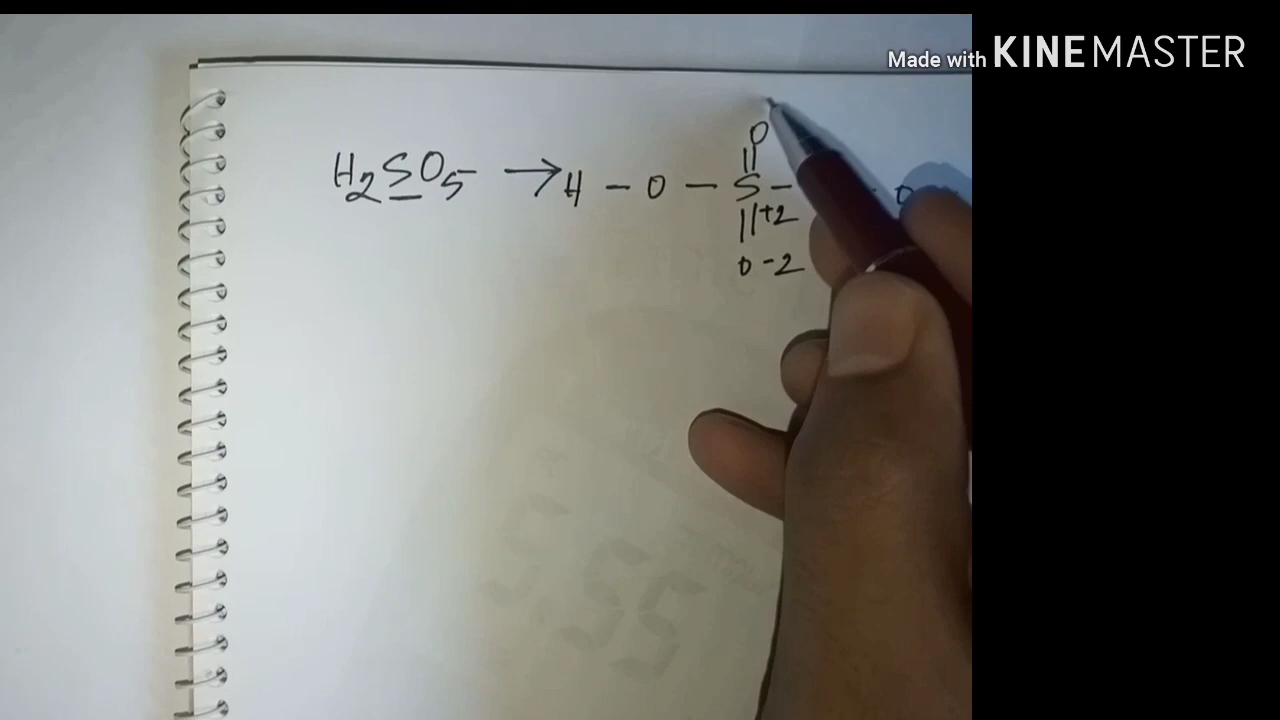 Made with KINEMASTER
O
||
H2SO5 → H - O - S - O
|| +2
O -2